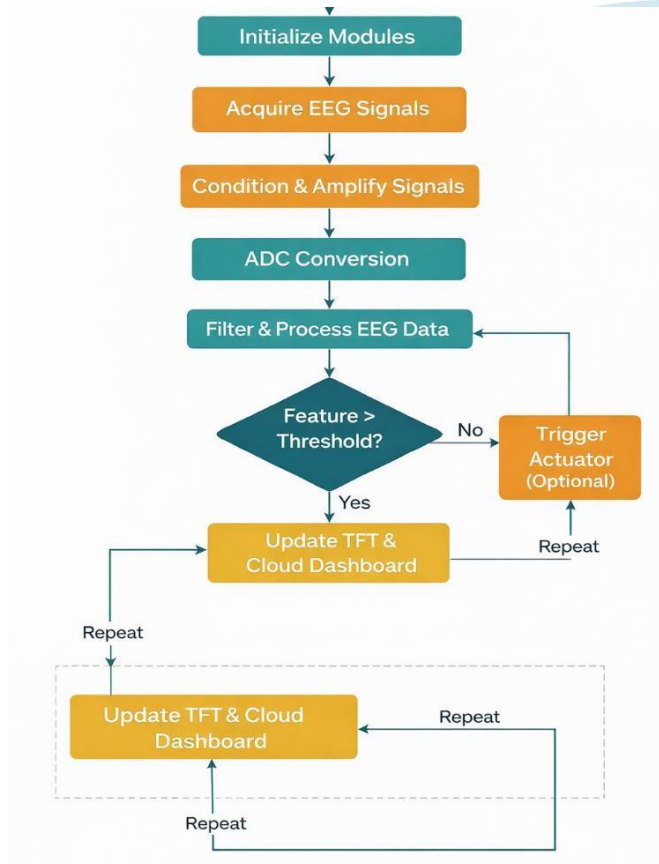 Initialize Modules
Acquire EEG Signals
Condition & Amplify Signals
ADC Conversion
Filter & Process EEG Data
Feature >
Threshold?
No
Trigger
Actuator
(Optional)
Yes
Update TFT &
Cloud Dashboard
Repeat
Repeat
Update TFT & Cloud
Dashboard
Repeat
Repeat